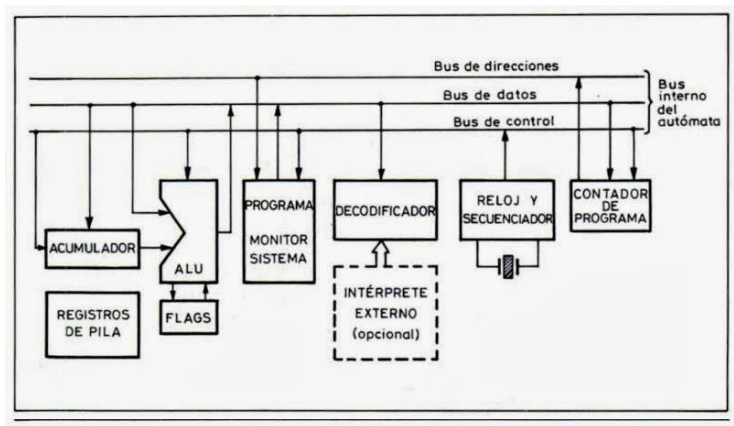 Bus de direcciones
Bus de datos
Bus de control
Bus
interno
del
autómata
ACUMULADOR
ALU
FLAGS
REGISTROS
DE PILA
PROGRAMA
MONITOR
SISTEMA
DECODIFICADOR
INTÉRPRETE
EXTERNO
(opcional)
RELOJ Y
SECUENCIADOR
CONTADOR
DE
PROGRAMA